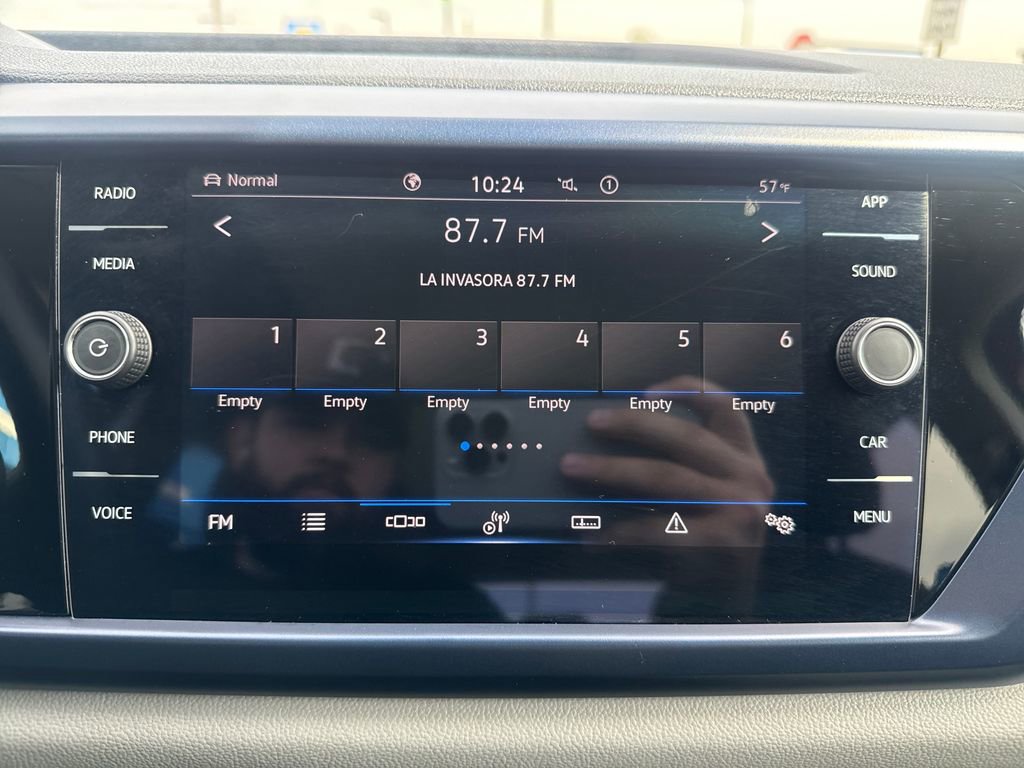 RADIO
MEDIA
PHONE
VOICE
Normal
10:24
1
57°F
87.7 FM
LA INVASORA 87.7 FM
1 2 3 4 5 6
Empty Empty Empty Empty Empty Empty
FM
APP
SOUND
CAR
MENU